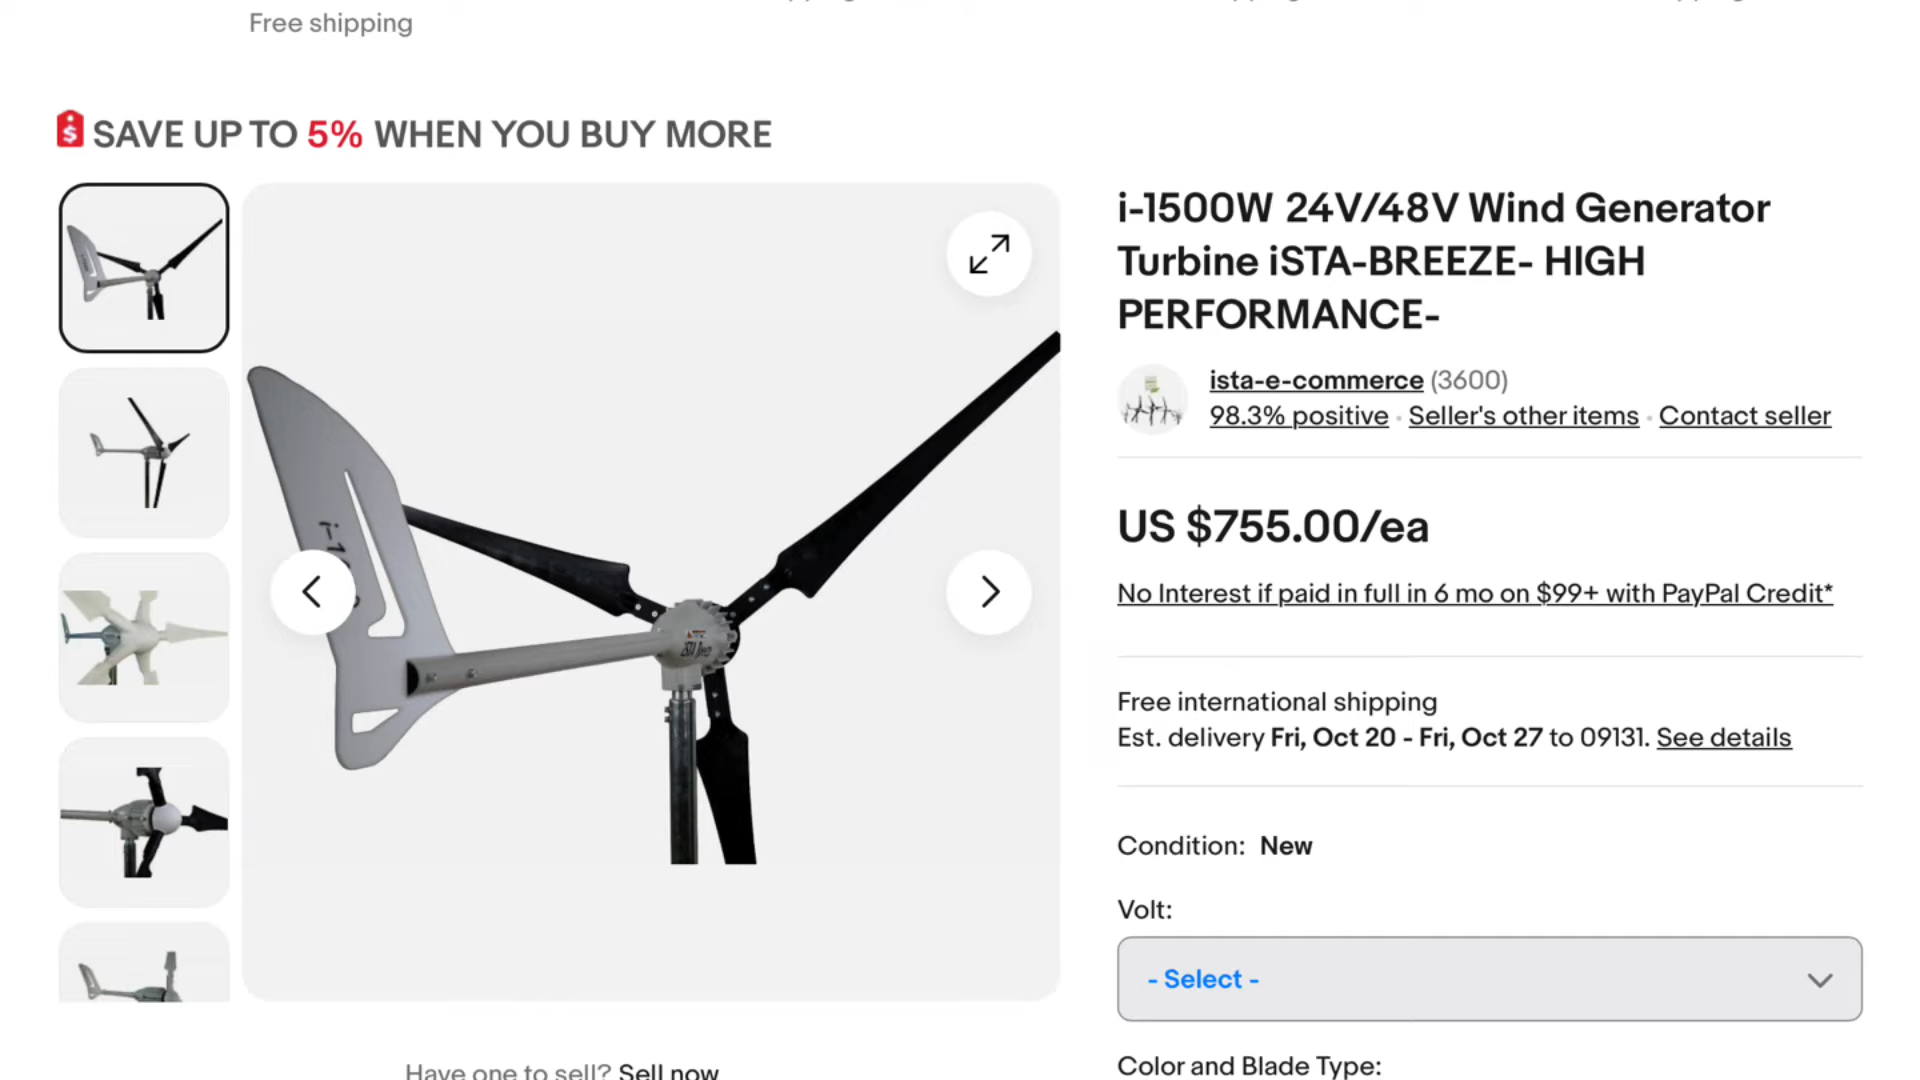 Free shipping
SAVE UP TO 5% WHEN YOU BUY MORE
i-1500W 24V/48V Wind Generator
Turbine iSTA-BREEZE- HIGH
PERFORMANCE-
ista-e-commerce (3600)
98.3% positive · Seller's other items · Contact seller
US $755.00/ea
No Interest if paid in full in 6 mo on $99+ with PayPal Credit*
Free international shipping
Est. delivery Fri, Oct 20 - Fri, Oct 27 to 09131. See details
Condition: New
Volt:
- Select -
Color and Blade Type:
Have one to sell? Sell now